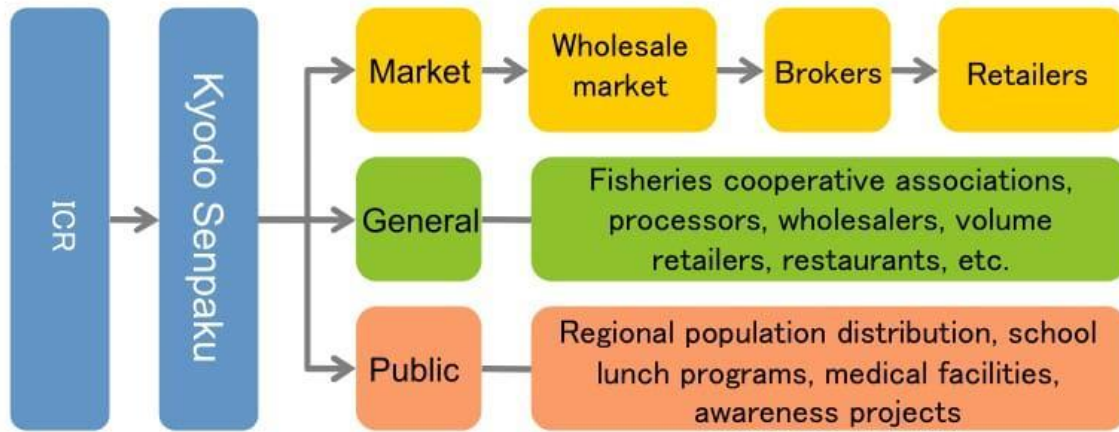 ICR
Kyodo Senpaku
Market
Wholesale
market
Brokers
Retailers
General
Fisheries cooperative associations,
processors, wholesalers, volume
retailers, restaurants, etc.
Public
Regional population distribution, school
lunch programs, medical facilities,
awareness projects